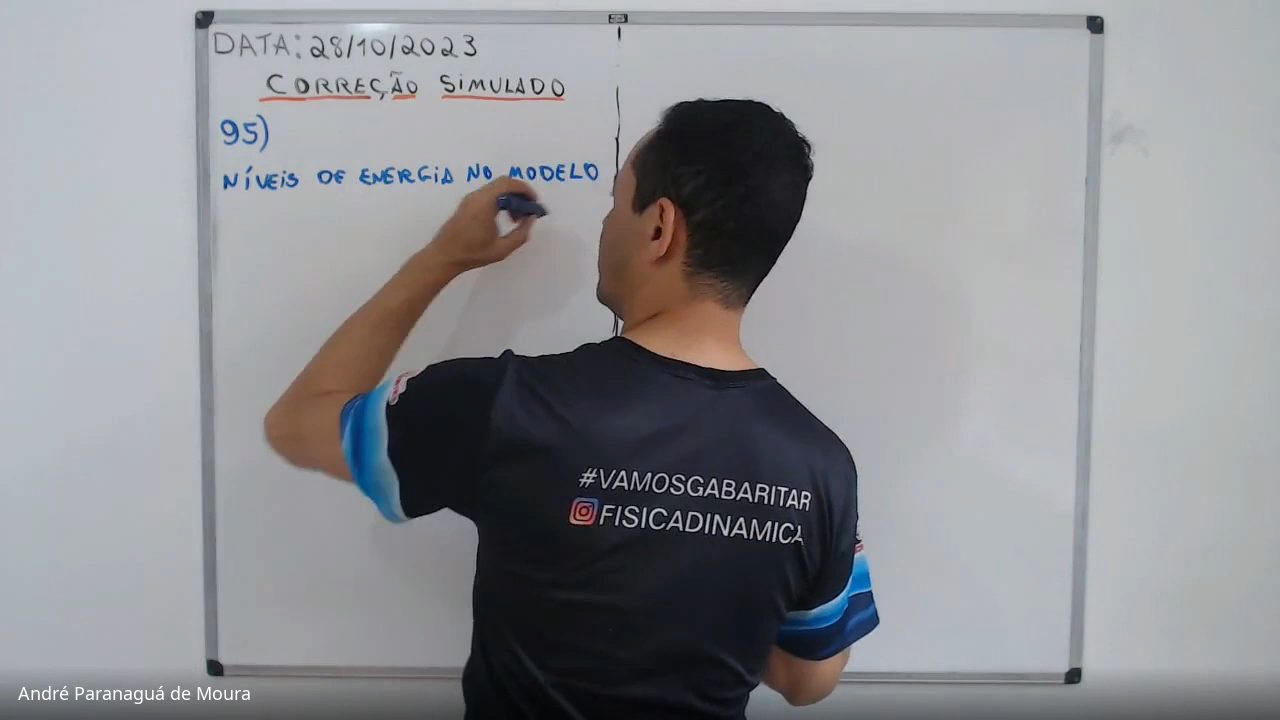 DATA: 28/10/2023
CORREÇÃO SIMULADO
95)
NÍVEIS DE ENERGIA NO MODELO
#VAMOSGABARITAR
FISICADINAMICA
André Paranaguá de Moura